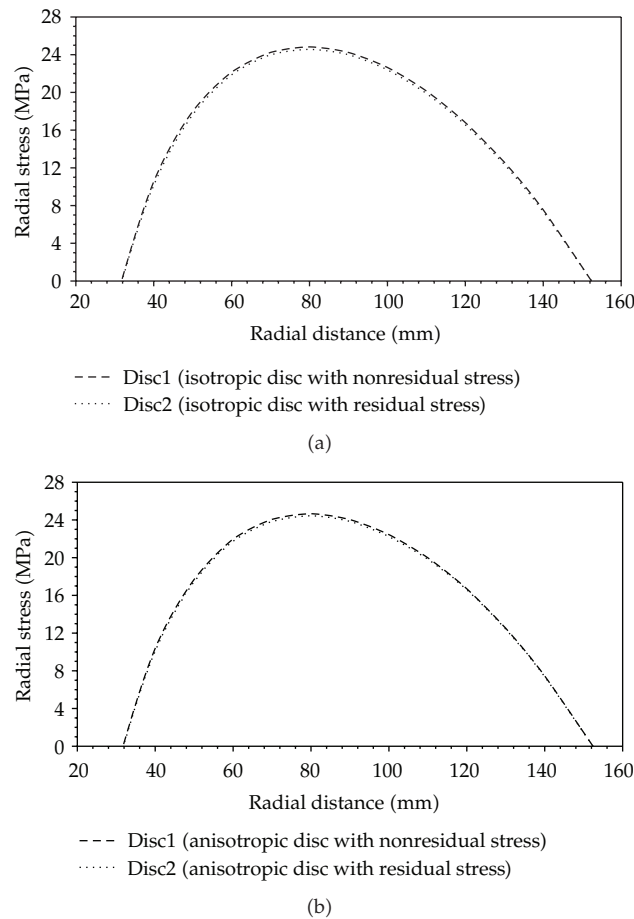 28
24
20
16
12
8
4
0
Radial stress (MPa)
20 40 60 80 100 120 140 160
Radial distance (mm)
Disc1 (isotropic disc with nonresidual stress)
Disc2 (isotropic disc with residual stress)
(a)
28
24
20
16
12
8
4
0
Radial stress (MPa)
20 40 60 80 100 120 140 160
Radial distance (mm)
Disc1 (anisotropic disc with nonresidual stress)
Disc2 (anisotropic disc with residual stress)
(b)